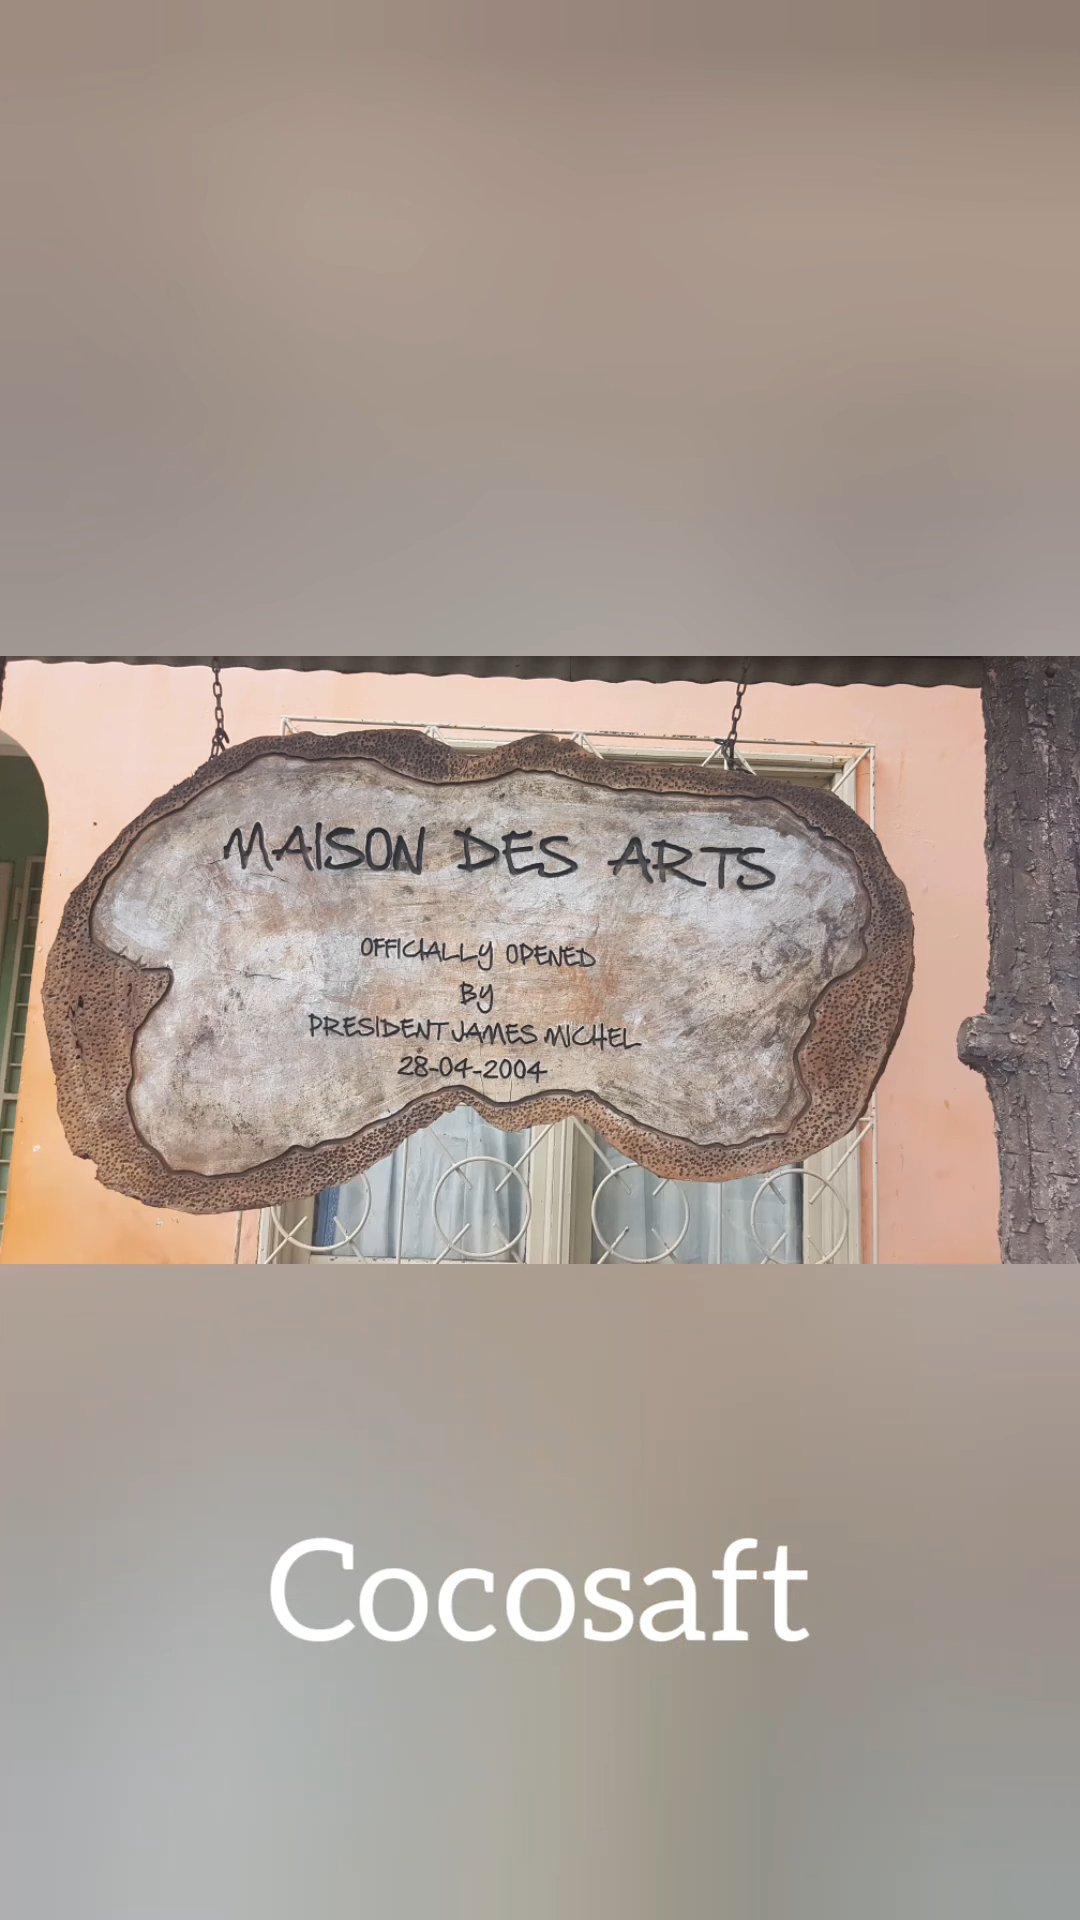 MAISON DES ARTS
OFFICIALLY OPENED
BY
PRESIDENT JAMES MICHEL
28-04-2004
Cocosaft